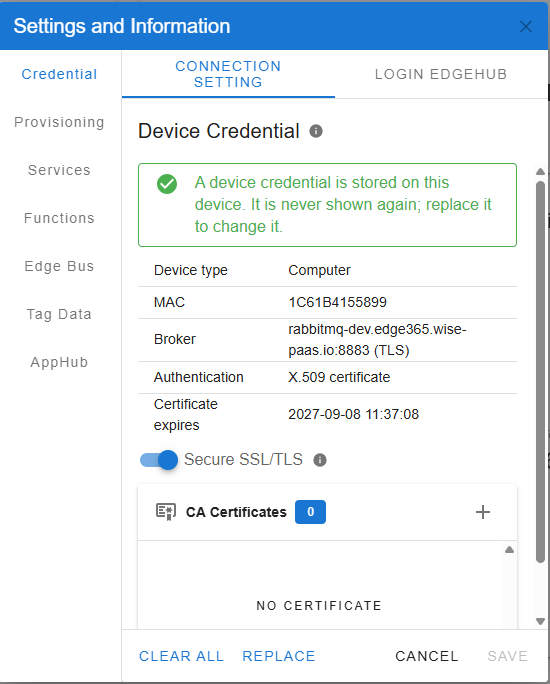 Settings and Information
Credential
Provisioning
Services
Functions
Edge Bus
Tag Data
AppHub
CONNECTION
SETTING
LOGIN EDGEHUB
Device Credential
A device credential is stored on this
device. It is never shown again; replace it
to change it.
Device type Computer
MAC 1C61B4155899
Broker rabbitmq-dev.edge365.wise-
paas.io:8883 (TLS)
Authentication X.509 certificate
Certificate
expires 2027-09-08 11:37:08
Secure SSL/TLS
CA Certificates 0
NO CERTIFICATE
CLEAR ALL REPLACE CANCEL SAVE